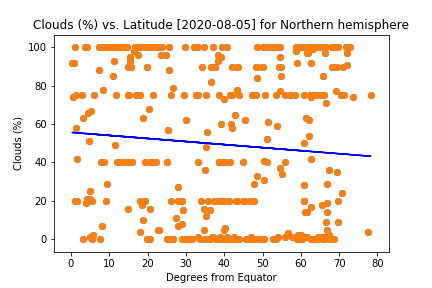 Clouds (%) vs. Latitude [2020-08-05] for Northern hemisphere
100
80
60
40
20
0
Clouds (%)
0 10 20 30 40 50 60 70 80
Degrees from Equator